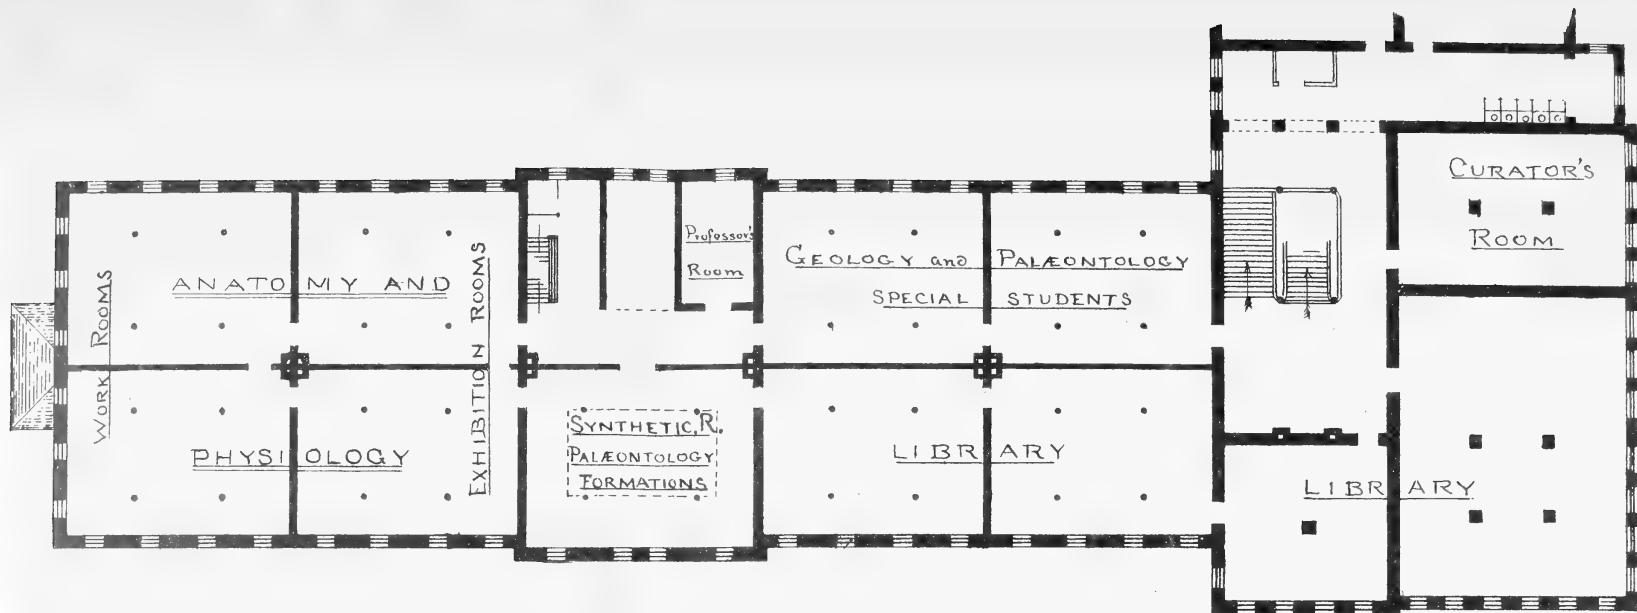 WORK ROOMS
ANATOMY AND
PHYSIOLOGY
EXHIBITION ROOMS
Professor's
Room
SYNTHETIC, R.
PALÆONTOLOGY
FORMATIONS
GEOLOGY and PALÆONTOLOGY
SPECIAL STUDENTS
LIBRARY
CURATOR'S
ROOM
LIBRARY